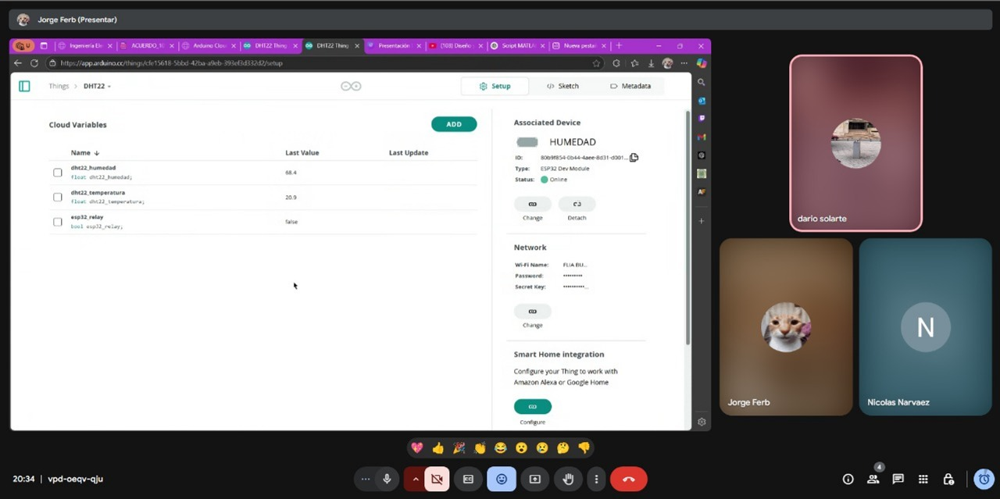 Jorge Ferb (Presentar)
Ingeniería Ele
ACUERDO_1
Arduino Clou
DHT22 Thing
DHT22 Thing
Presentación
(108) Diseño
Script MATLA
Nueva pestañ
https://app.arduino.cc/things/cfe15618-5bbd-42ba-a9eb-393ef3d332d2/setup
Things > DHT22
Setup
Sketch
Metadata
Cloud Variables
ADD
Name ↓ Last Value Last Update
dht22_humedad
float dht22_humedad;
68.4
dht22_temperatura
float dht22_temperatura;
20.9
esp32_relay
bool esp32_relay;
false
Associated Device
HUMEDAD
ID: 80b9f854-0b44-4aee-8d31-d001...
Type: ESP32 Dev Module
Status: Online
Change Detach
Network
Wi-Fi Name: FLIA BU...
Password: •••••••••
Secret Key: ••••••••••...
Change
Smart Home integration
Configure your Thing to work with
Amazon Alexa or Google Home
Configure
dario solarte
Jorge Ferb
N
Nicolas Narvaez
20:34 | vpd-oeqv-qju
4